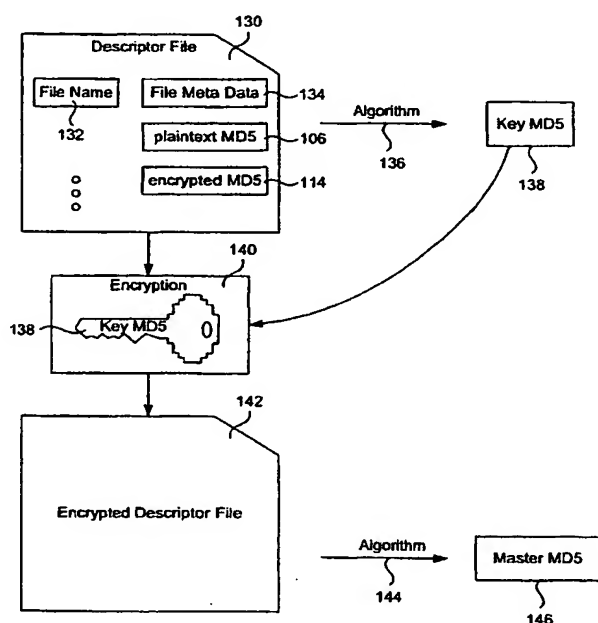 Descriptor File
130
File Name
132
File Meta Data
134
plaintext MD5
106
encrypted MD5
114
Algorithm
136
Key MD5
138
140
Encryption
138
Key MD5
142
Encrypted Descriptor File
Algorithm
144
Master MD5
146